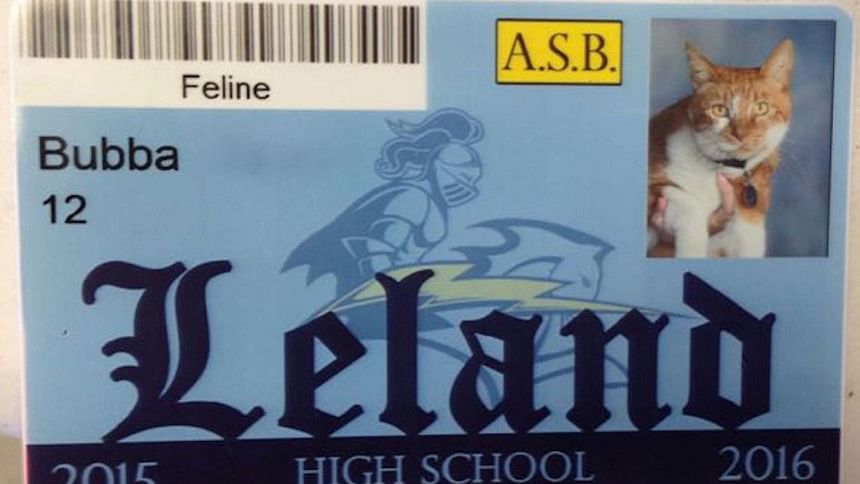 A.S.B.
Feline
Bubba
12
Leland
2015 HIGH SCHOOL 2016